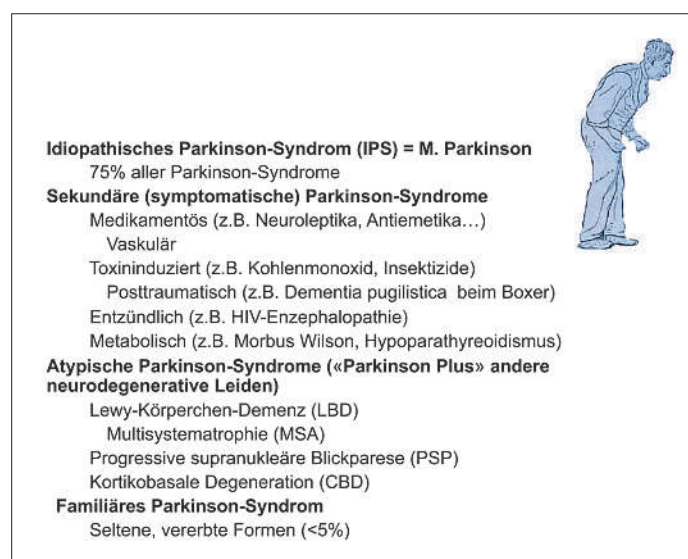 Idiopathisches Parkinson-Syndrom (IPS) = M. Parkinson
75% aller Parkinson-Syndrome
Sekundäre (symptomatische) Parkinson-Syndrome
Medikamentös (z.B. Neuroleptika, Antiemetika…)
Vaskulär
Toxininduziert (z.B. Kohlenmonoxid, Insektizide)
Posttraumatisch (z.B. Dementia pugilistica beim Boxer)
Entzündlich (z.B. HIV-Enzephalopathie)
Metabolisch (z.B. Morbus Wilson, Hypoparathyreoidismus)
Atypische Parkinson-Syndrome («Parkinson Plus» andere
neurodegenerative Leiden)
Lewy-Körperchen-Demenz (LBD)
Multisystematrophie (MSA)
Progressive supranukleäre Blickparese (PSP)
Kortikobasale Degeneration (CBD)
Familiäres Parkinson-Syndrom
Seltene, vererbte Formen (<5%)